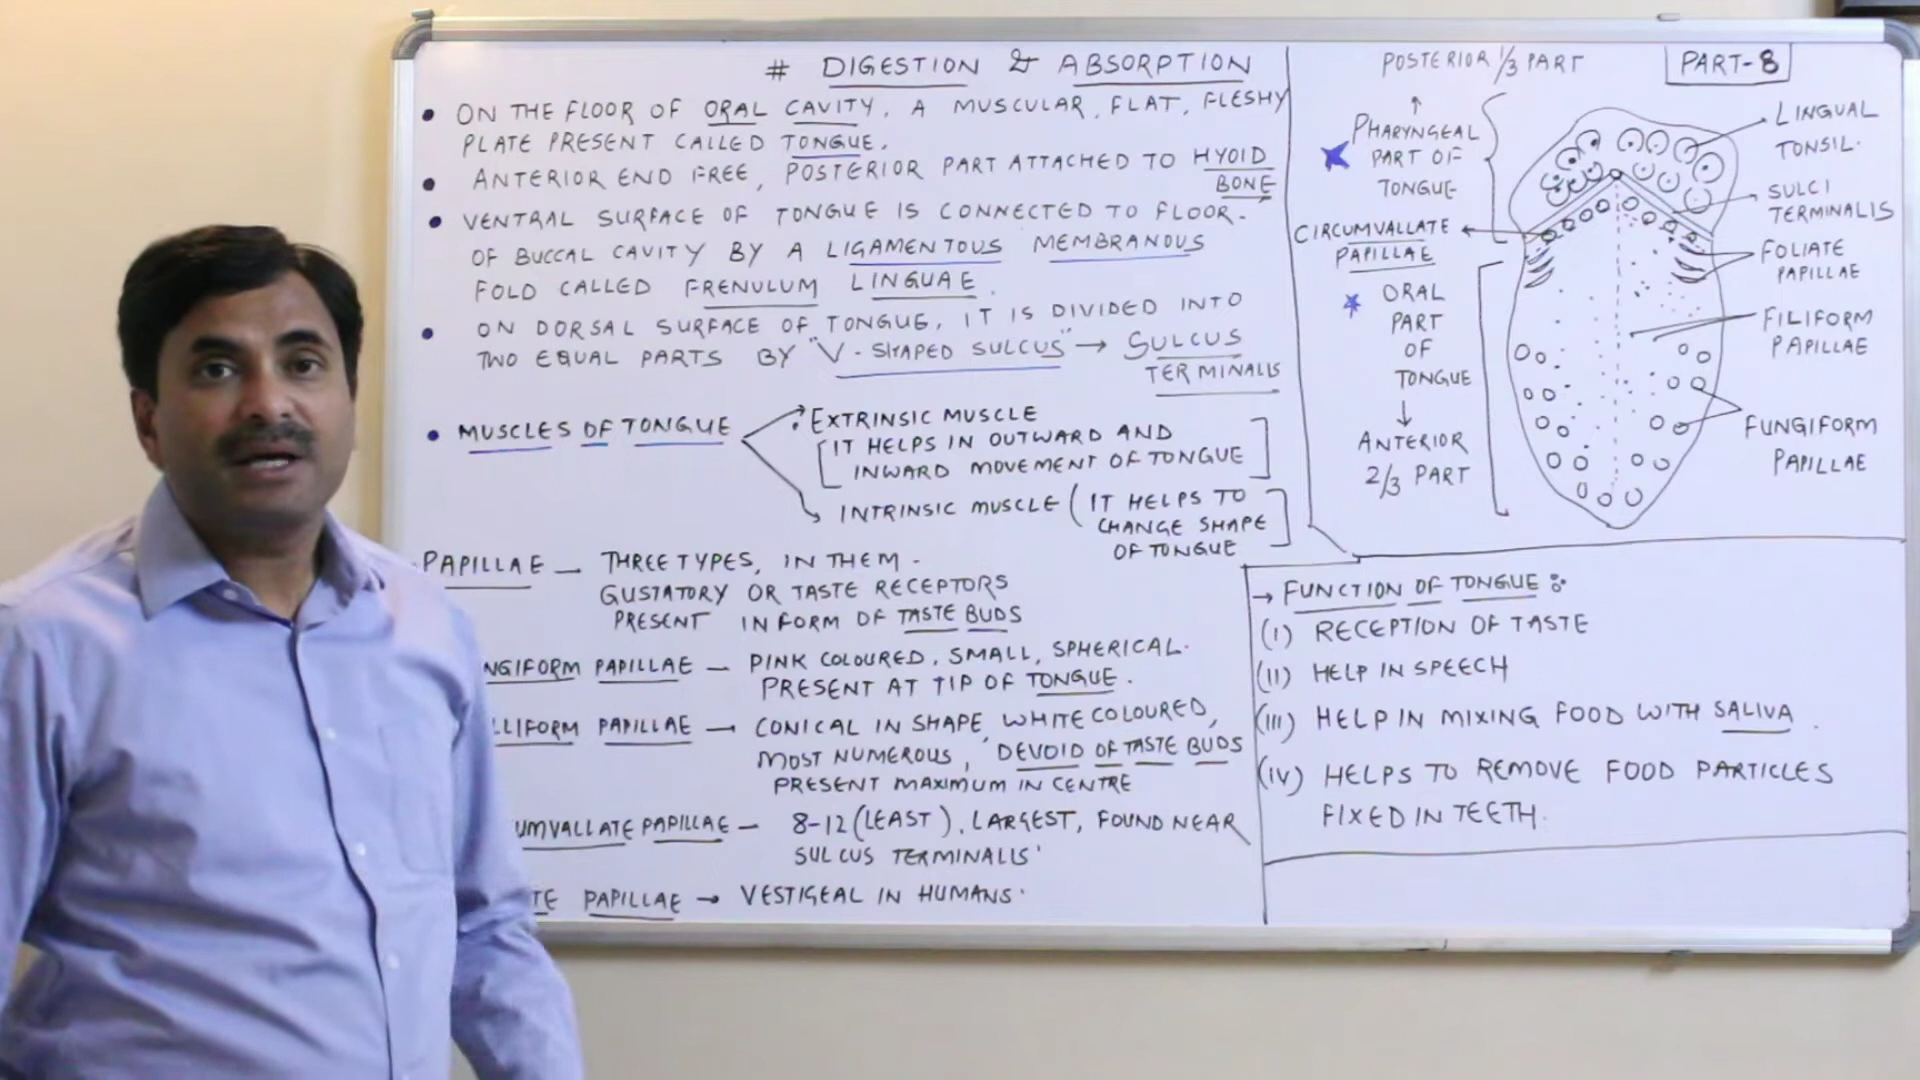 # DIGESTION & ABSORPTION
• ON THE FLOOR OF ORAL CAVITY, A MUSCULAR, FLAT, FLESHY
PLATE PRESENT CALLED TONGUE.
• ANTERIOR END FREE, POSTERIOR PART ATTACHED TO HYOID
BONE
• VENTRAL SURFACE OF TONGUE IS CONNECTED TO FLOOR.
OF BUCCAL CAVITY BY A LIGAMENTOUS MEMBRANOUS
FOLD CALLED FRENULUM LINGUAE.
• ON DORSAL SURFACE OF TONGUE, IT IS DIVIDED INTO
TWO EQUAL PARTS BY "V-SHAPED SULCUS" → SULCUS
TERMINALIS
• MUSCLES OF TONGUE
EXTRINSIC MUSCLE
[IT HELPS IN OUTWARD AND
INWARD MOVEMENT OF TONGUE]
INTRINSIC MUSCLE (IT HELPS TO
CHANGE SHAPE
OF TONGUE]
PAPILLAE — THREE TYPES, IN THEM.
GUSTATORY OR TASTE RECEPTORS
PRESENT IN FORM OF TASTE BUDS
NGIFORM PAPILLAE — PINK COLOURED, SMALL, SPHERICAL.
PRESENT AT TIP OF TONGUE.
LIFORM PAPILLAE → CONICAL IN SHAPE, WHITE COLOURED,
MOST NUMEROUS, DEVOID OF TASTE BUDS
PRESENT MAXIMUM IN CENTRE
UMVALLATE PAPILLAE — 8-12 (LEAST), LARGEST, FOUND NEAR
SULCUS TERMINALIS'
TE PAPILLAE → VESTIGEAL IN HUMANS.
POSTERIOR 1/3 PART
PART-8
PHARYNGEAL
PART OF
TONGUE
CIRCUMVALLATE
PAPILLAE
ORAL
PART
OF
TONGUE
ANTERIOR
2/3 PART
LINGUAL
TONSIL.
SULCI
TERMINALIS
FOLIATE
PAPILLAE
FILIFORM
PAPILLAE
FUNGIFORM
PAPILLAE
→ FUNCTION OF TONGUE :
(I) RECEPTION OF TASTE
(II) HELP IN SPEECH
(III) HELP IN MIXING FOOD WITH SALIVA.
(IV) HELPS TO REMOVE FOOD PARTICLES
FIXED IN TEETH.